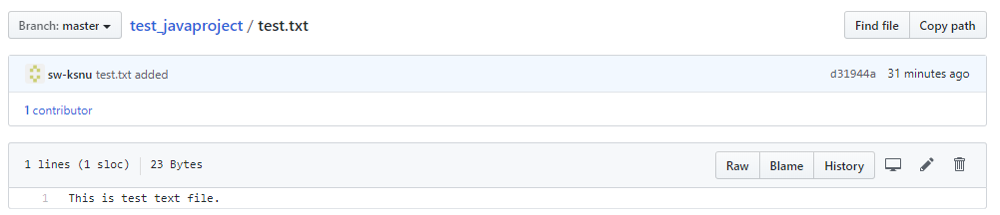 Branch: master test_javaproject / test.txt Find file Copy path
sw-ksnu test.txt added d31944a 31 minutes ago
1 contributor
1 lines (1 sloc) 23 Bytes Raw Blame History
1 This is test text file.